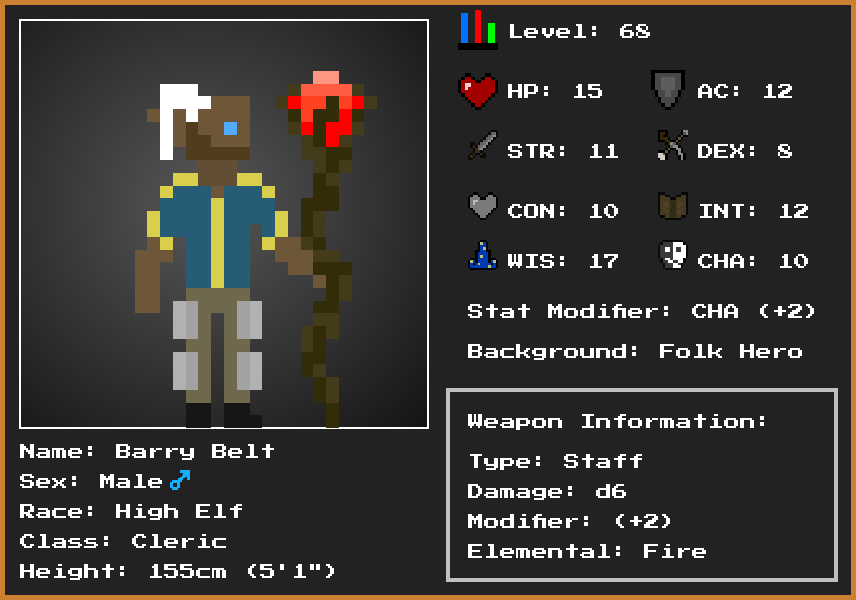 Level: 68
HP: 15
AC: 12
STR: 11
DEX: 8
CON: 10
INT: 12
WIS: 17
CHA: 10
Stat Modifier: CHA (+2)
Background: Folk Hero
Weapon Information:
Type: Staff
Damage: d6
Modifier: (+2)
Elemental: Fire
Name: Barry Belt
Sex: Male ♂
Race: High Elf
Class: Cleric
Height: 155cm (5'1")